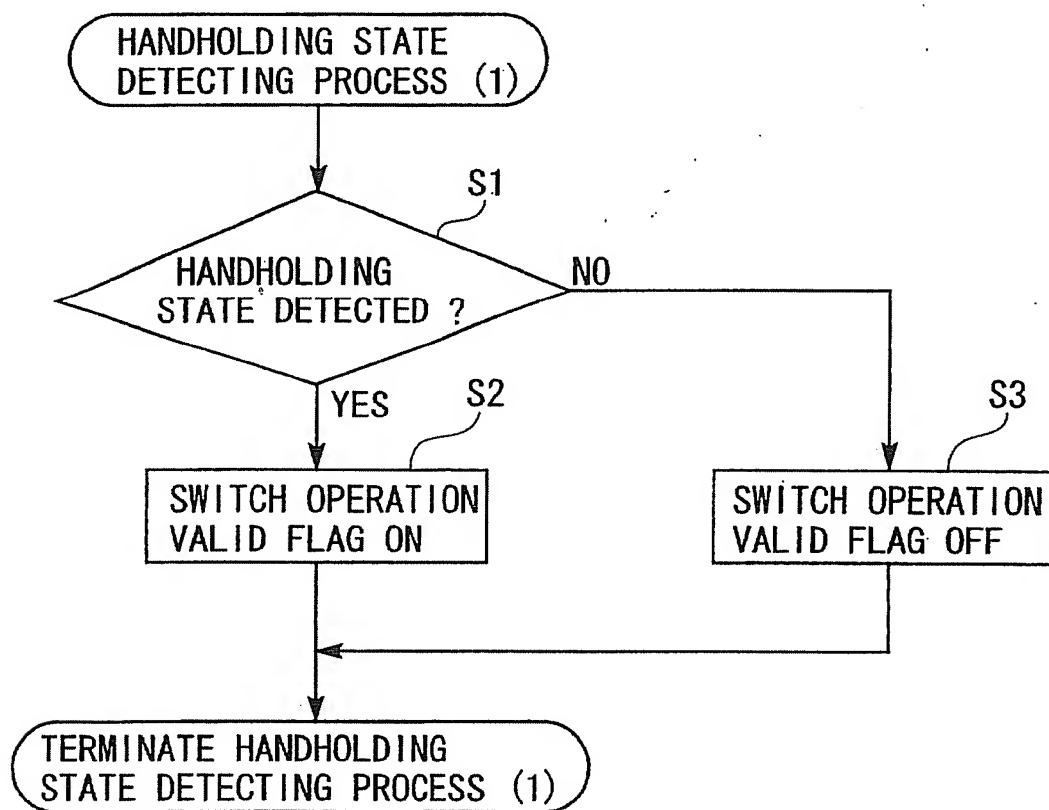 HANDHOLDING STATE
DETECTING PROCESS (1)
S1
HANDHOLDING
STATE DETECTED ?
NO
YES
S2
S3
SWITCH OPERATION
VALID FLAG ON
SWITCH OPERATION
VALID FLAG OFF
TERMINATE HANDHOLDING
STATE DETECTING PROCESS (1)